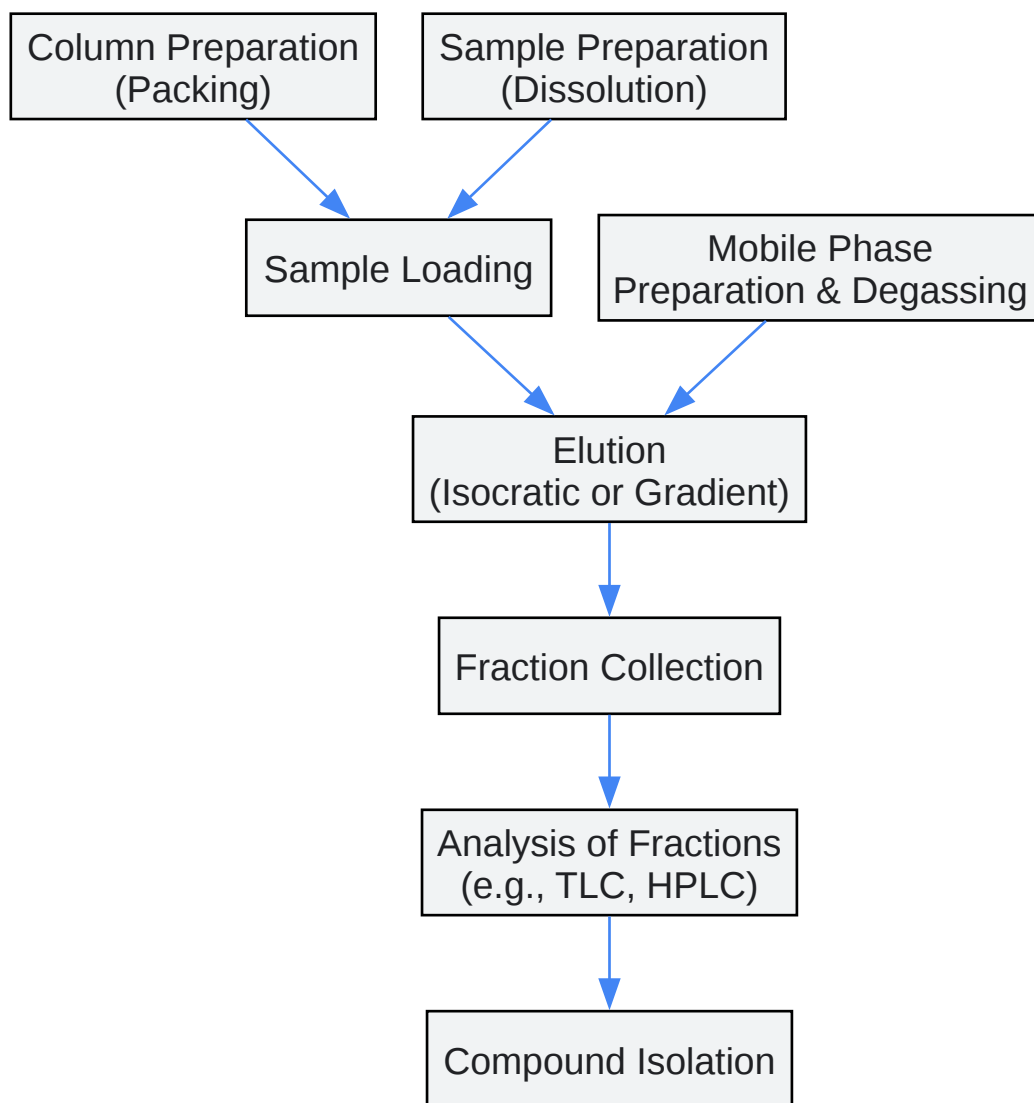 Column Preparation
(Packing)
Sample Preparation
(Dissolution)
Sample Loading
Mobile Phase
Preparation & Degassing
Elution
(Isocratic or Gradient)
Fraction Collection
Analysis of Fractions
(e.g., TLC, HPLC)
Compound Isolation